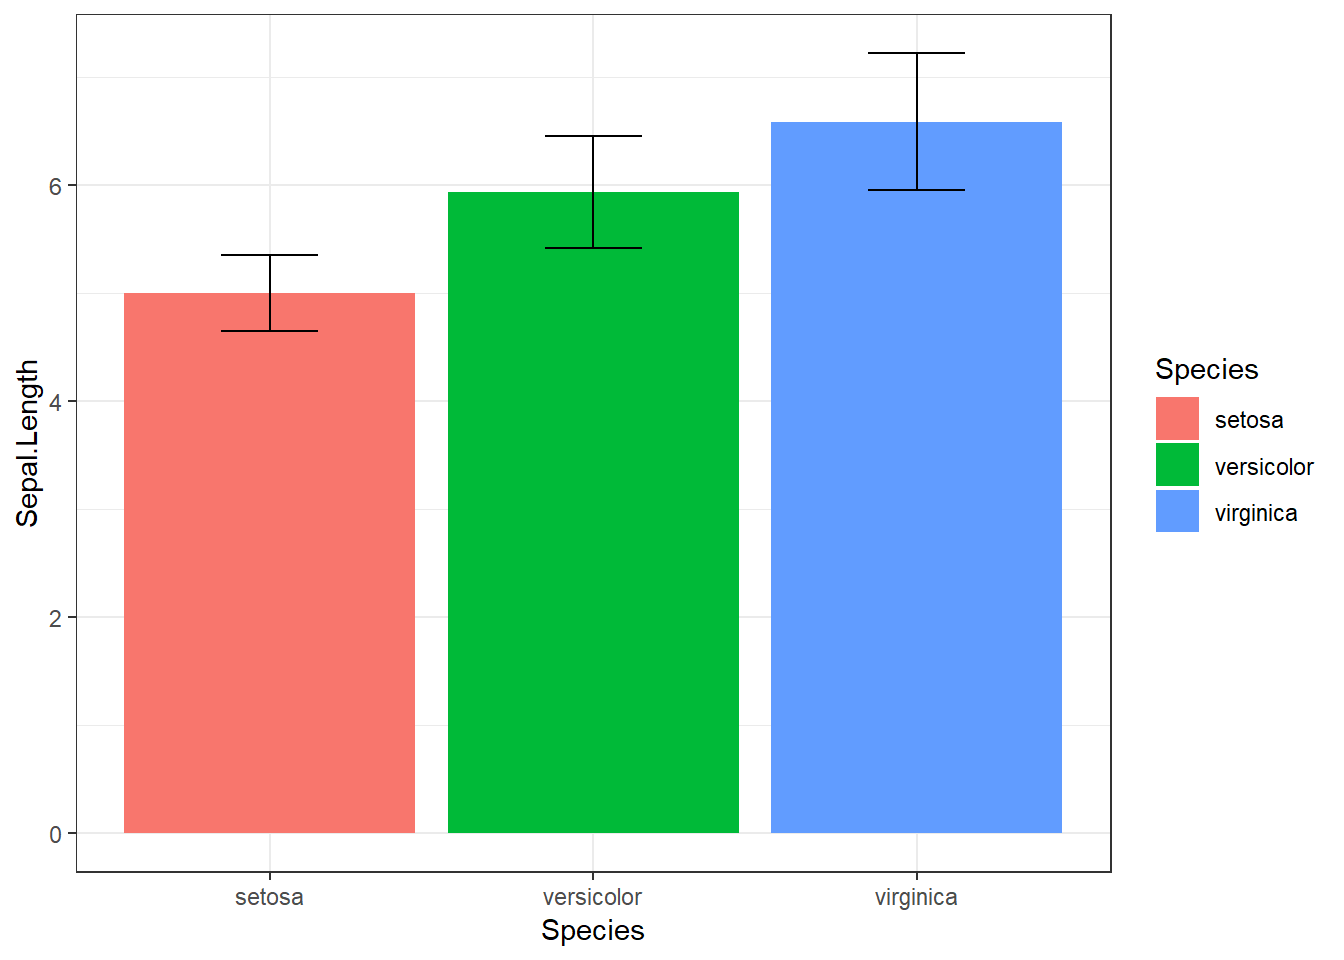 6
4
2
0
Sepal.Length
setosa
versicolor
virginica
Species
Species
setosa
versicolor
virginica